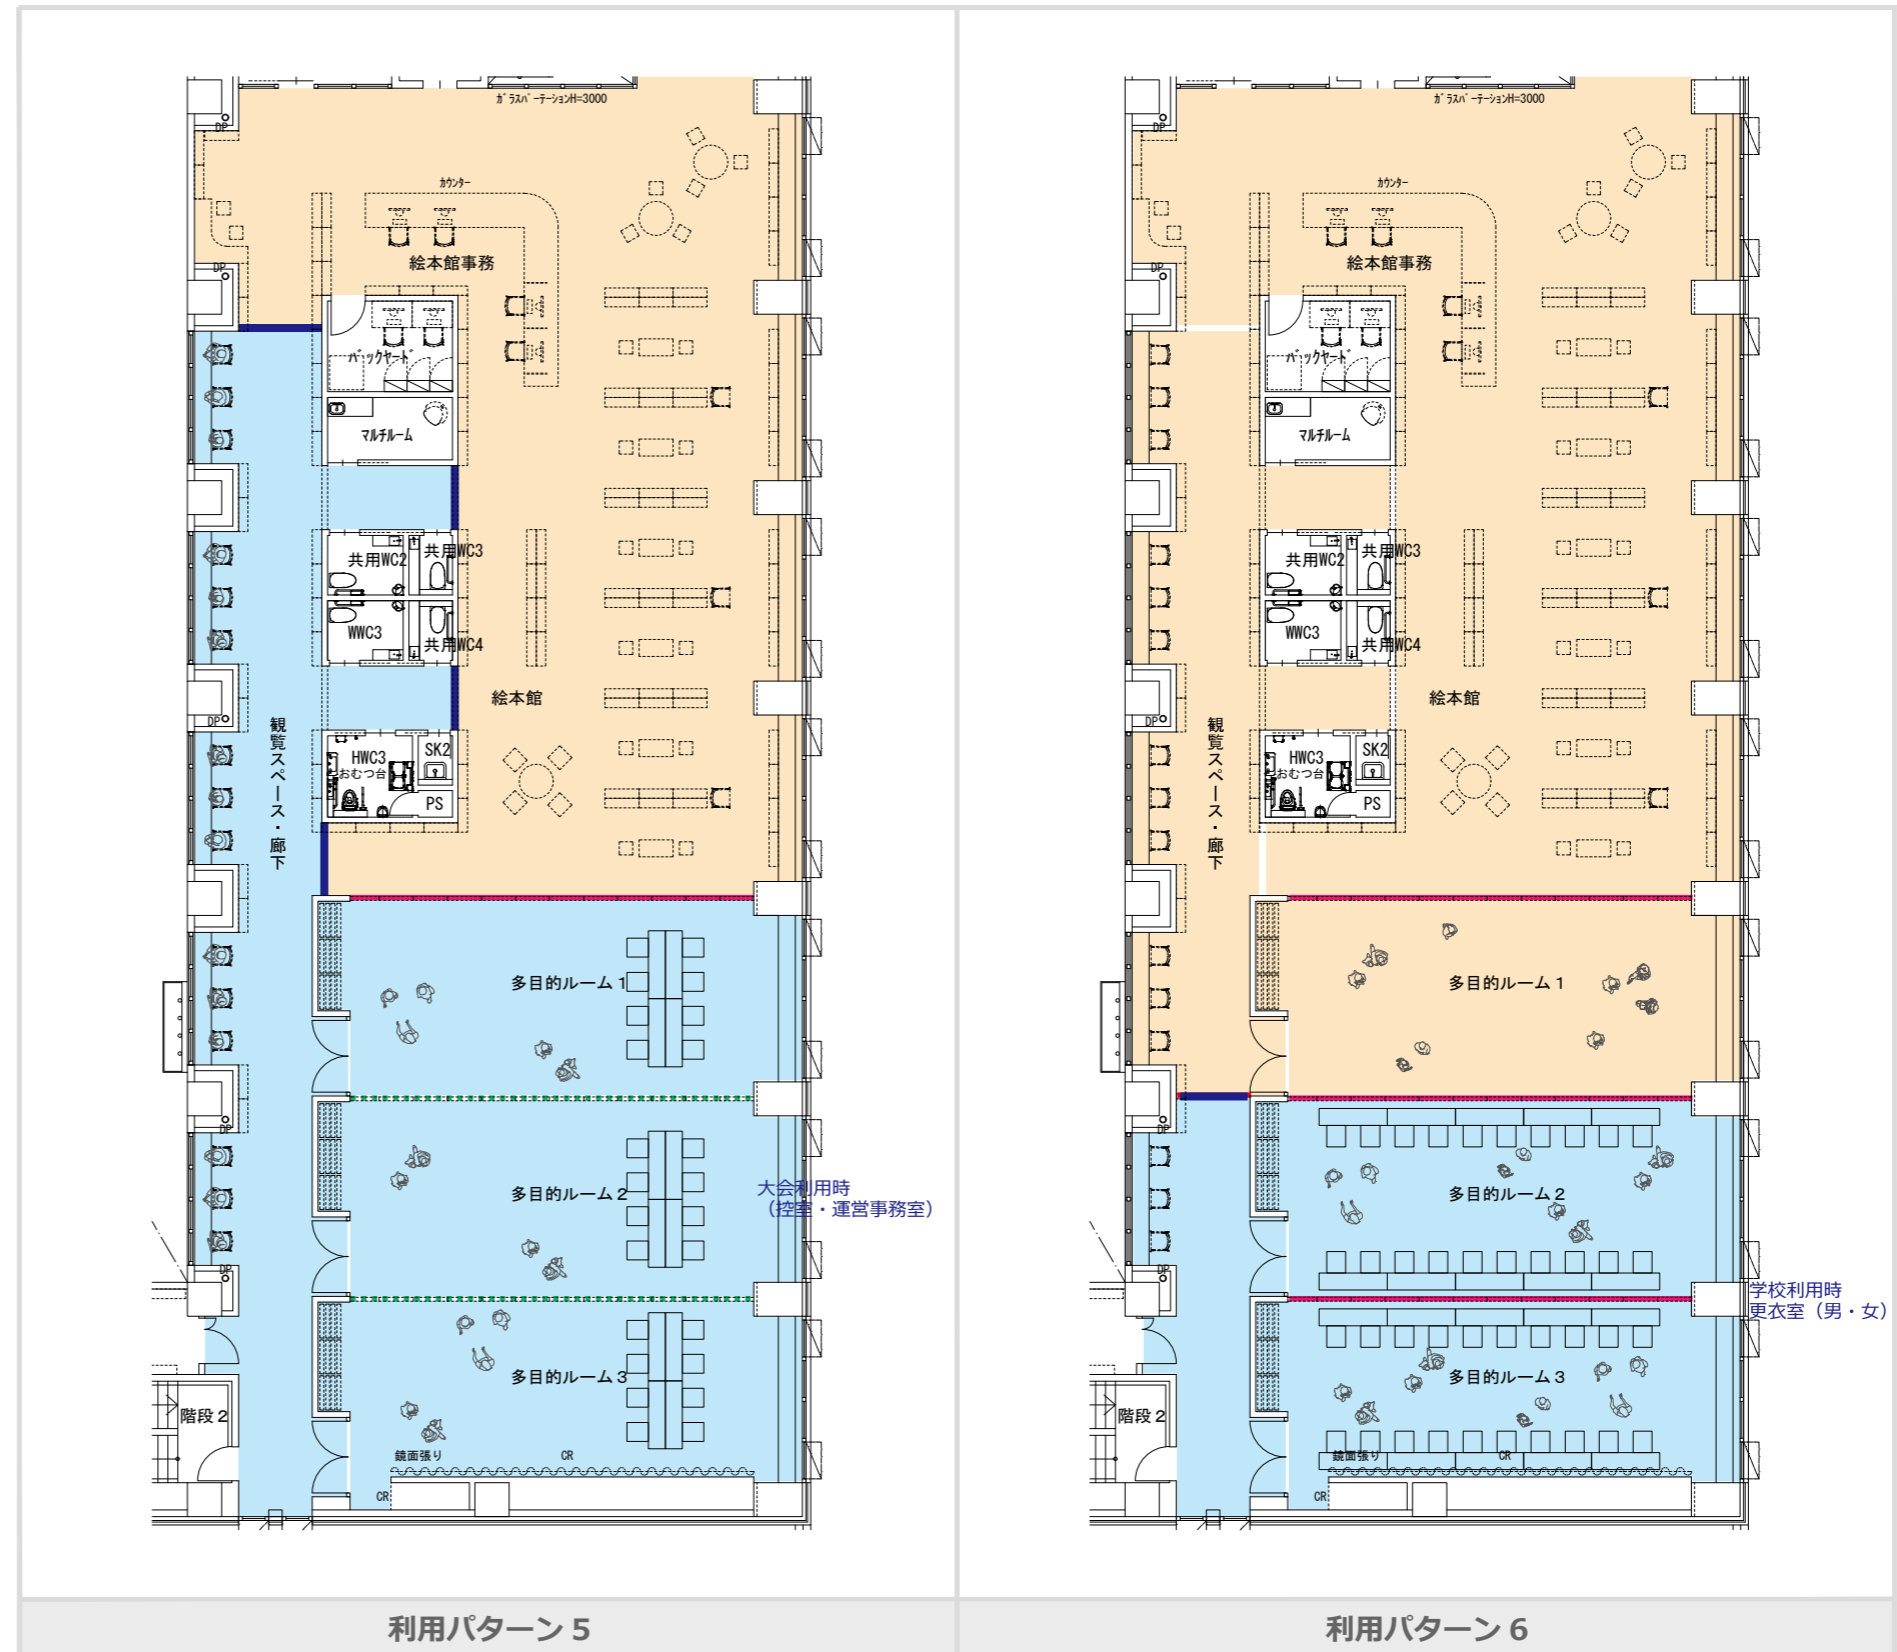 ガラスパーテーションH=3000
DP
カウンター
絵本館事務
DP
バックヤード
マルチルーム
共用WC2
共用WC3
WWC3
共用WC4
絵本館
DP
観覧スペース・廊下
HWC3
おむつ台
SK2
PS
多目的ルーム1
DP
多目的ルーム2
大会利用時
（控室・運営事務室）
DP
多目的ルーム3
階段2
鏡面張り
CR
CR
利用パターン 5
ガラスパーテーションH=3000
DP
カウンター
絵本館事務
DP
バックヤード
マルチルーム
共用WC2
共用WC3
WWC3
共用WC4
絵本館
DP
観覧スペース・廊下
HWC3
おむつ台
SK2
PS
多目的ルーム1
DP
多目的ルーム2
DP
学校利用時
更衣室（男・女）
多目的ルーム3
階段2
鏡面張り
CR
CR
利用パターン 6